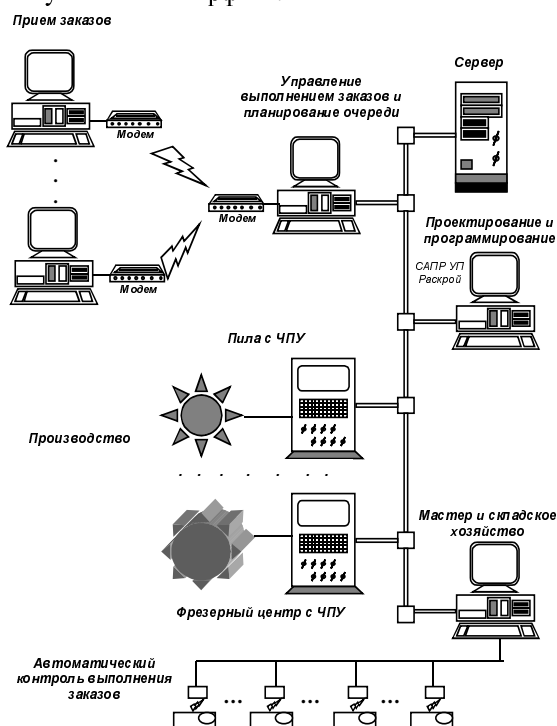 Прием заказов
Сервер
Управление
выполнением заказов и
планирование очереди
Модем
Модем
Модем
Проектирование и
программирование
САПР УП
Раскрой
Пила с ЧПУ
Производство
Мастер и складское
хозяйство
Фрезерный центр с ЧПУ
Автоматический
контроль выполнения
заказов